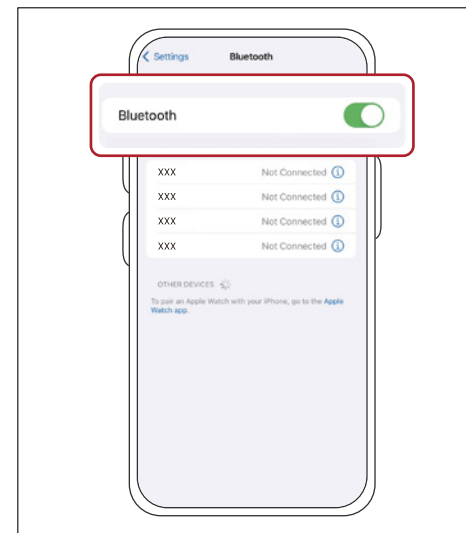 Settings Bluetooth
Bluetooth
XXX Not Connected
XXX Not Connected
XXX Not Connected
XXX Not Connected
OTHER DEVICES
To pair an Apple Watch with your iPhone, go to the Apple
Watch app.